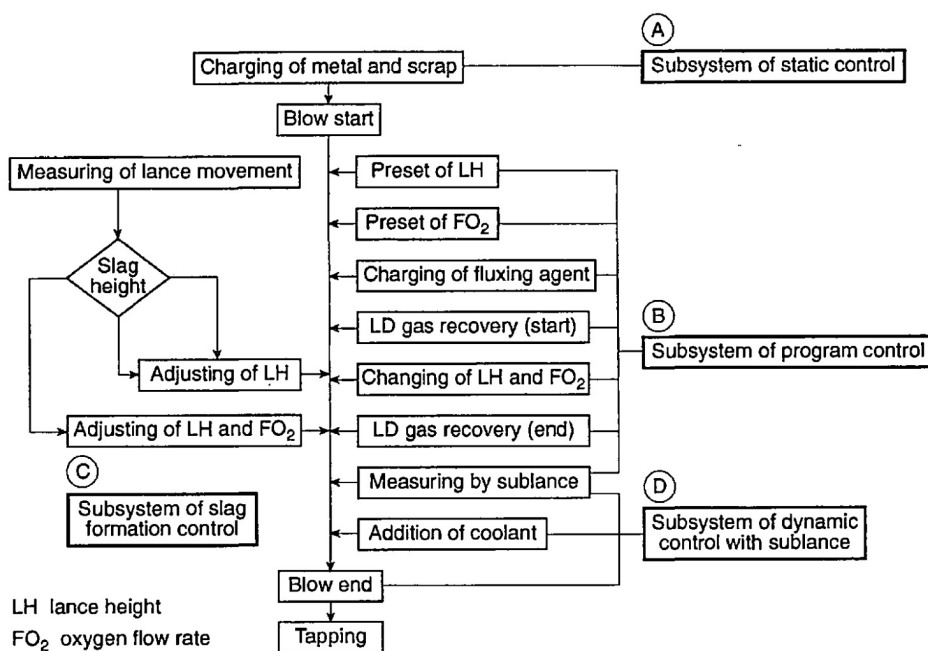 A
Charging of metal and scrap
Subsystem of static control
Blow start
Measuring of lance movement
Preset of LH
Preset of FO₂
Slag
height
Charging of fluxing agent
LD gas recovery (start)
B
Subsystem of program control
Adjusting of LH
Changing of LH and FO₂
Adjusting of LH and FO₂
LD gas recovery (end)
C
Measuring by sublance
D
Subsystem of slag
formation control
Addition of coolant
Subsystem of dynamic
control with sublance
Blow end
LH lance height
FO₂ oxygen flow rate
Tapping